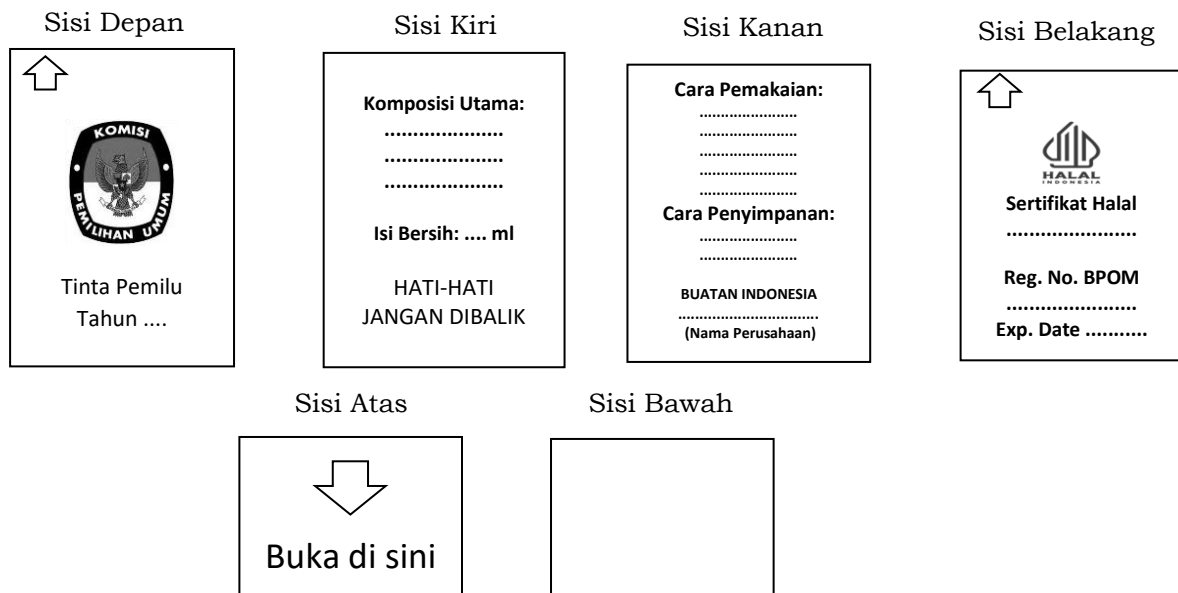 Sisi Depan
KOMISI
PEMILIHAN UMUM
Tinta Pemilu
Tahun ....
Sisi Kiri
Komposisi Utama:
.....................
.....................
.....................
Isi Bersih: .... ml
HATI-HATI
JANGAN DIBALIK
Sisi Kanan
Cara Pemakaian:
.......................
.......................
.......................
.......................
.......................
Cara Penyimpanan:
.......................
.......................
BUATAN INDONESIA
.................................
(Nama Perusahaan)
Sisi Belakang
HALAL
INDONESIA
Sertifikat Halal
.......................
Reg. No. BPOM
.......................
Exp. Date ...........
Sisi Atas
Buka di sini
Sisi Bawah